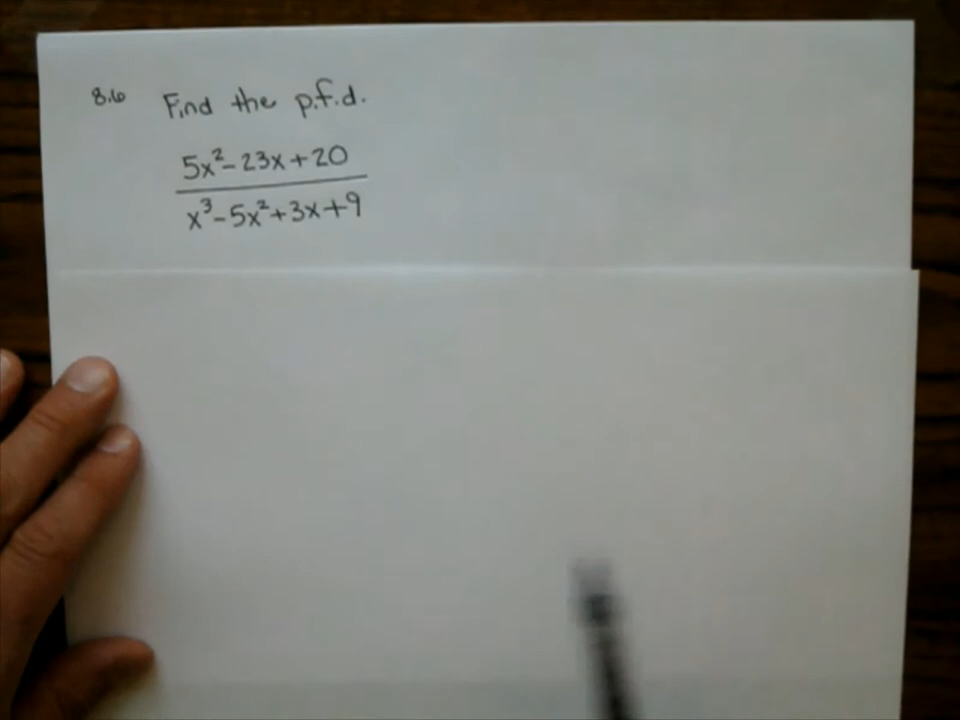 8.6 Find the p.f.d.
5x²-23x+20
x³-5x²+3x+9